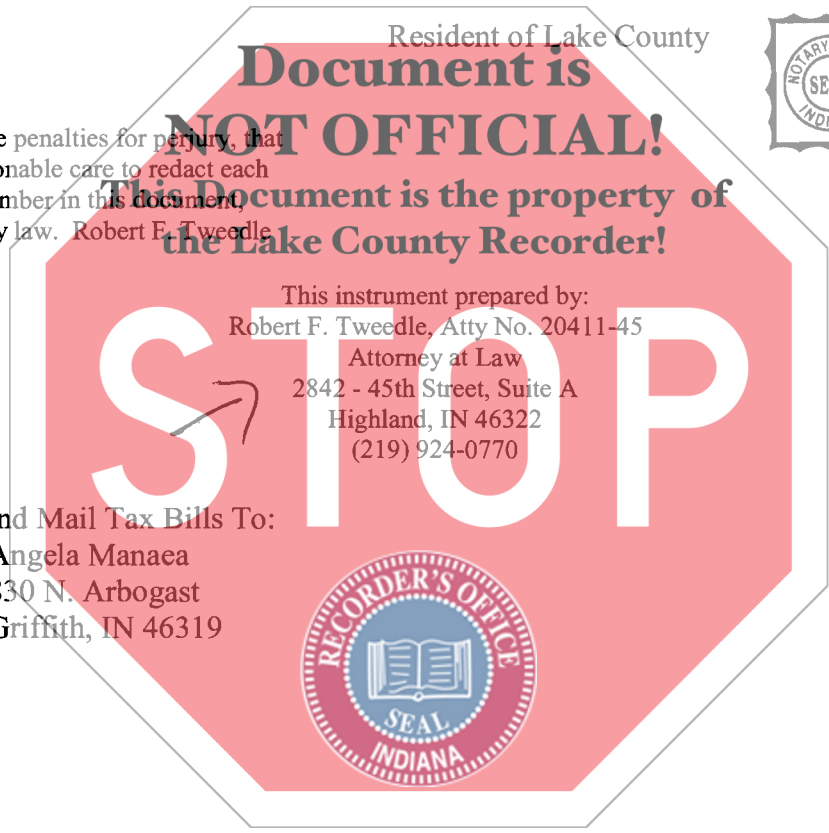 Resident of Lake County
Document is
NOT OFFICIAL!
e penalties for perjury, that
onable care to redact each
mber in this document,
y law. Robert F. Tweedle
This Document is the property of
the Lake County Recorder!
This instrument prepared by:
Robert F. Tweedle, Atty No. 20411-45
Attorney at Law
2842 - 45th Street, Suite A
Highland, IN 46322
(219) 924-0770
STOP
nd Mail Tax Bills To:
Angela Manaea
330 N. Arbogast
Griffith, IN 46319
RECORDER'S OFFICE
SEAL
INDIANA
NOTARY
SE
INDI